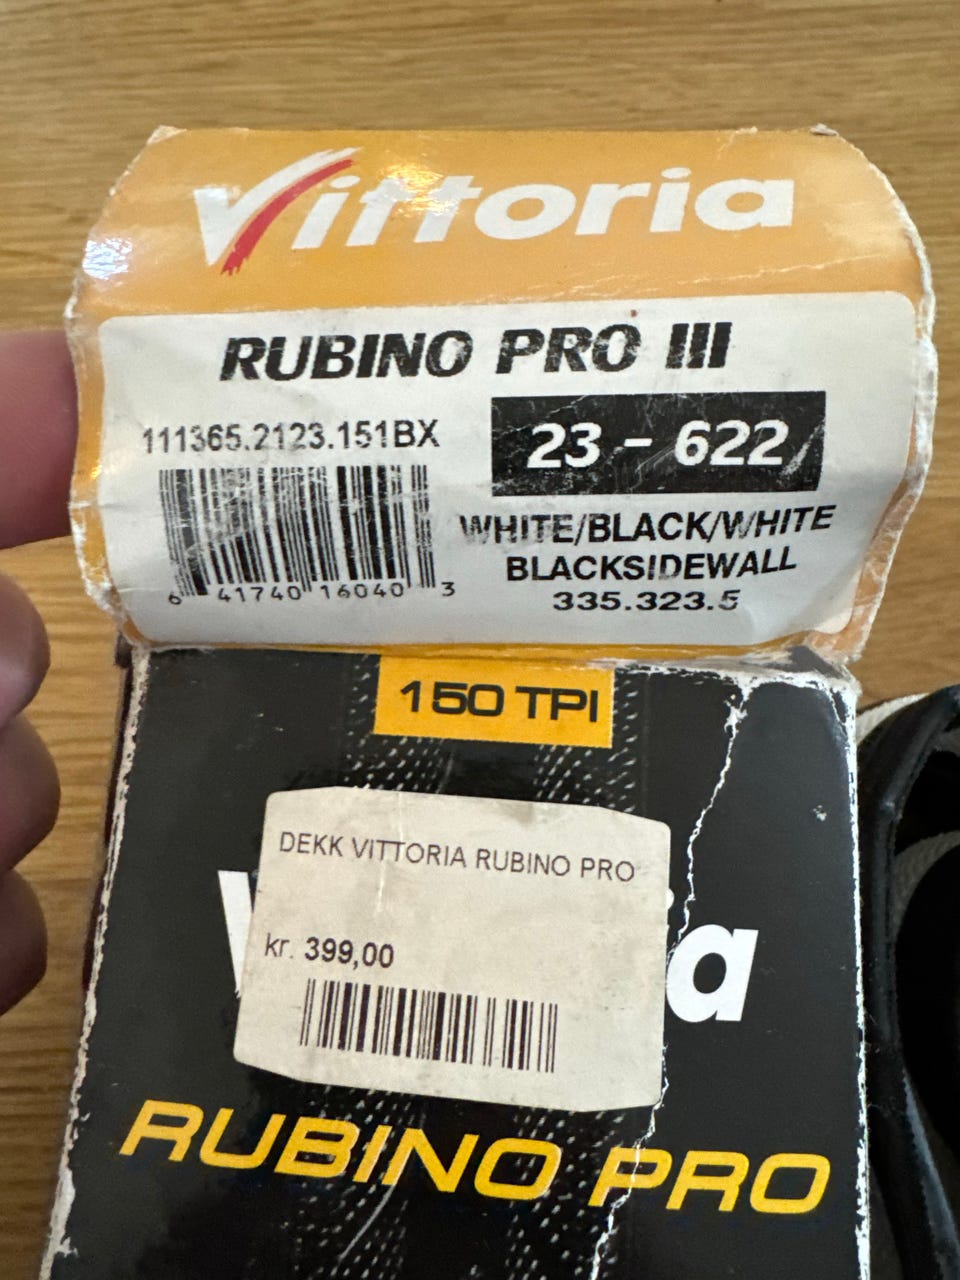 Vittoria
RUBINO PRO III
111365.2123.151BX
23 - 622
WHITE/BLACK/WHITE
BLACKSIDEWALL
335.323.5
6 41740 16040 3
150 TPI
DEKK VITTORIA RUBINO PRO
kr. 399,00
RUBINO PRO